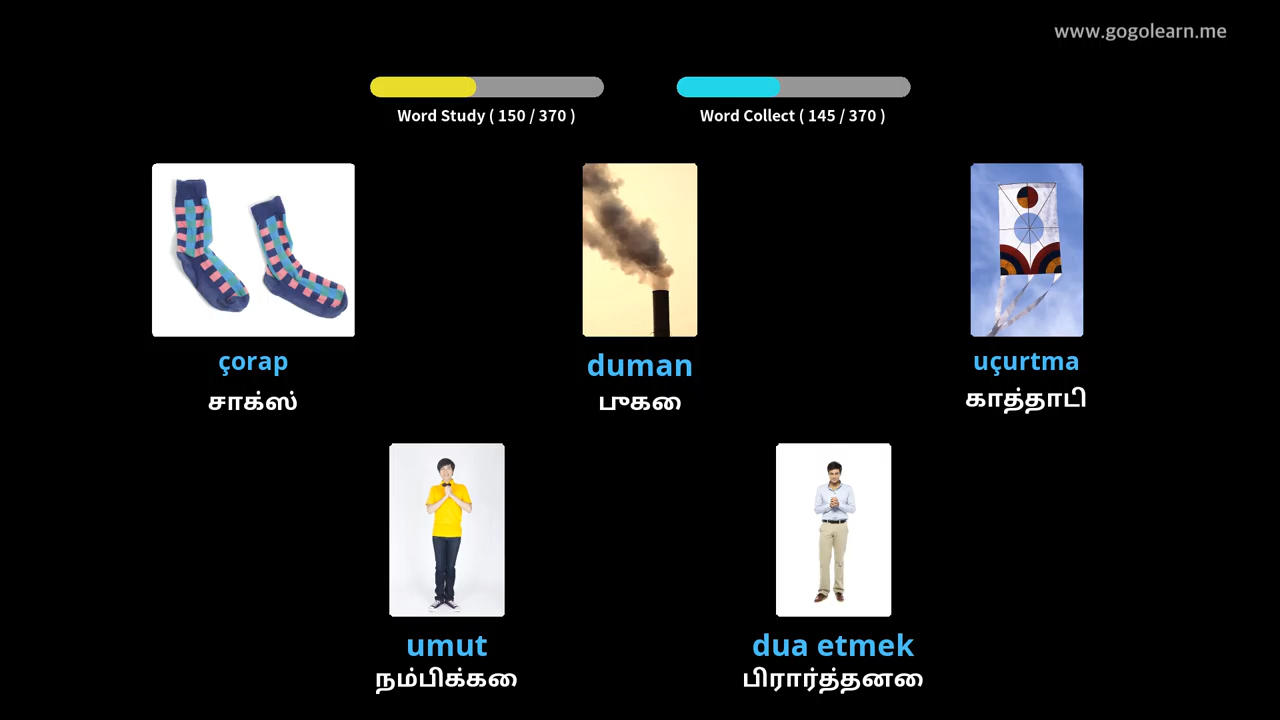 www.gogolearn.me
Word Study ( 150 / 370 )
Word Collect ( 145 / 370 )
çorap
duman
uçurtma
சாக்ஸ்
புகை
காத்தாடி
umut
dua etmek
நம்பிக்கை
பிரார்த்தனை